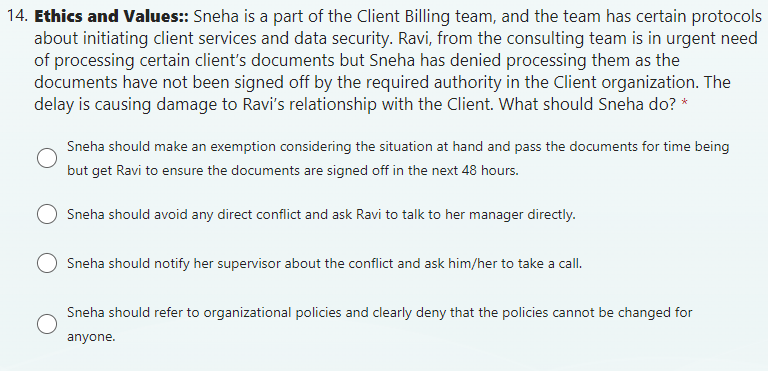 14. Ethics and Values:: Sneha is a part of the Client Billing team, and the team has certain protocols
about initiating client services and data security. Ravi, from the consulting team is in urgent need
of processing certain client's documents but Sneha has denied processing them as the
documents have not been signed off by the required authority in the Client organization. The
delay is causing damage to Ravi's relationship with the Client. What should Sneha do? *
Sneha should make an exemption considering the situation at hand and pass the documents for time being
but get Ravi to ensure the documents are signed off in the next 48 hours.
Sneha should avoid any direct conflict and ask Ravi to talk to her manager directly.
Sneha should notify her supervisor about the conflict and ask him/her to take a call.
Sneha should refer to organizational policies and clearly deny that the policies cannot be changed for
anyone.